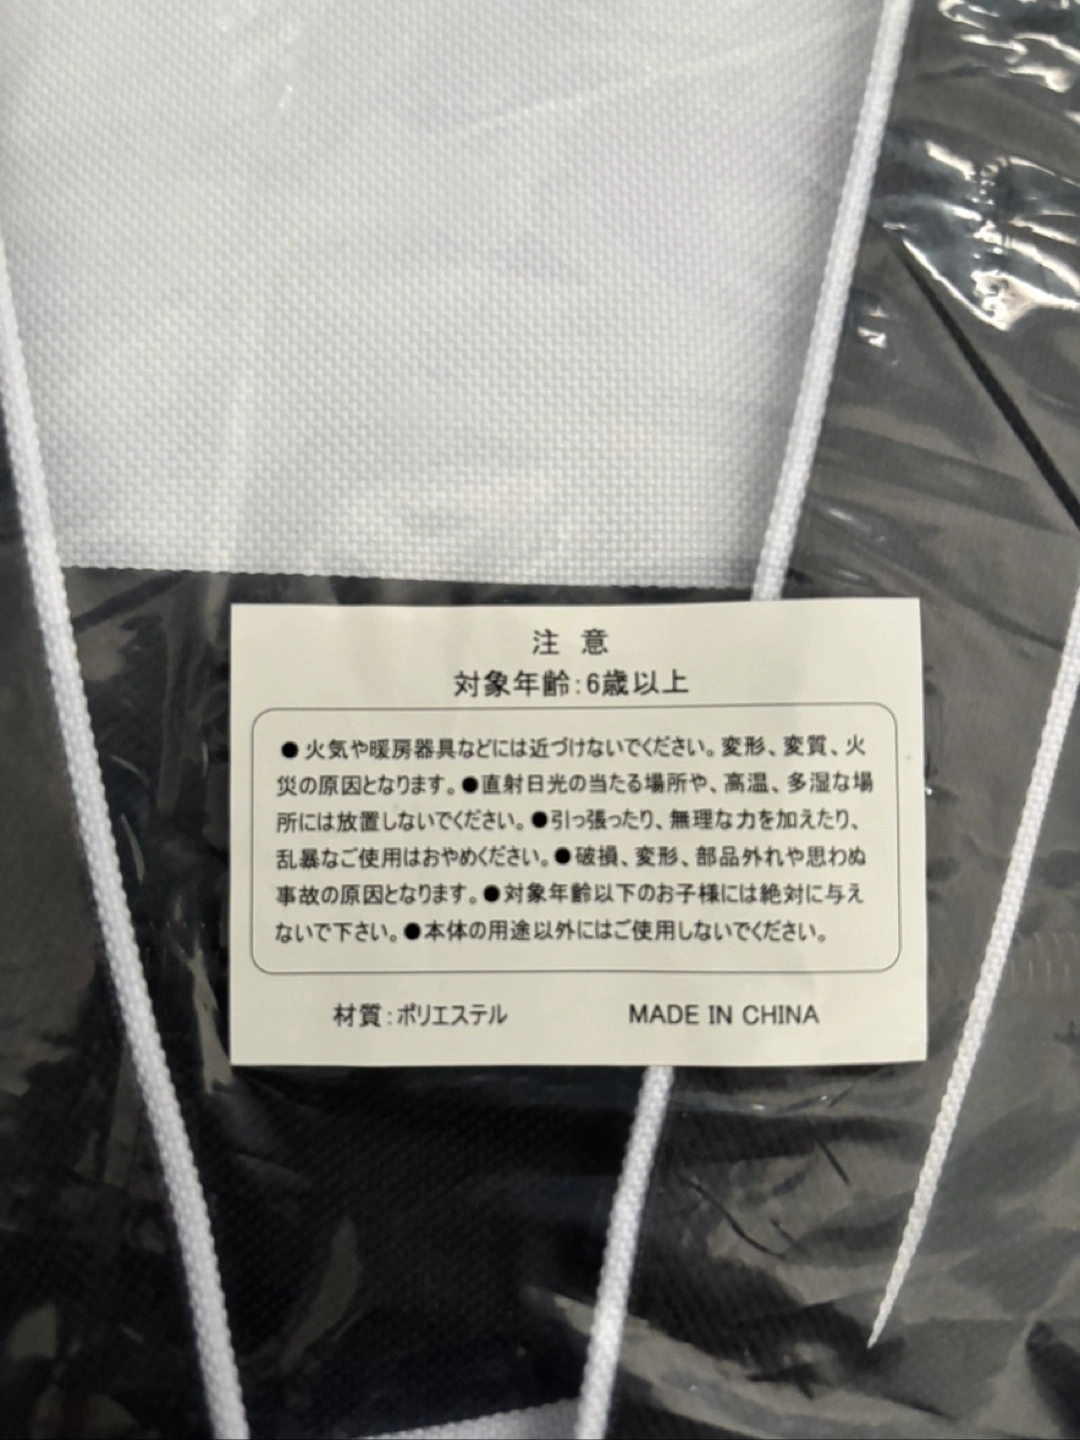 注 意
対象年齢:6歳以上
●火気や暖房器具などには近づけないでください。変形、変質、火
災の原因となります。●直射日光の当たる場所や、高温、多湿な場
所には放置しないでください。●引っ張ったり、無理な力を加えたり、
乱暴なご使用はおやめください。●破損、変形、部品外れや思わぬ
事故の原因となります。●対象年齢以下のお子様には絶対に与え
ないで下さい。●本体の用途以外にはご使用しないでください。
材質:ポリエステル MADE IN CHINA